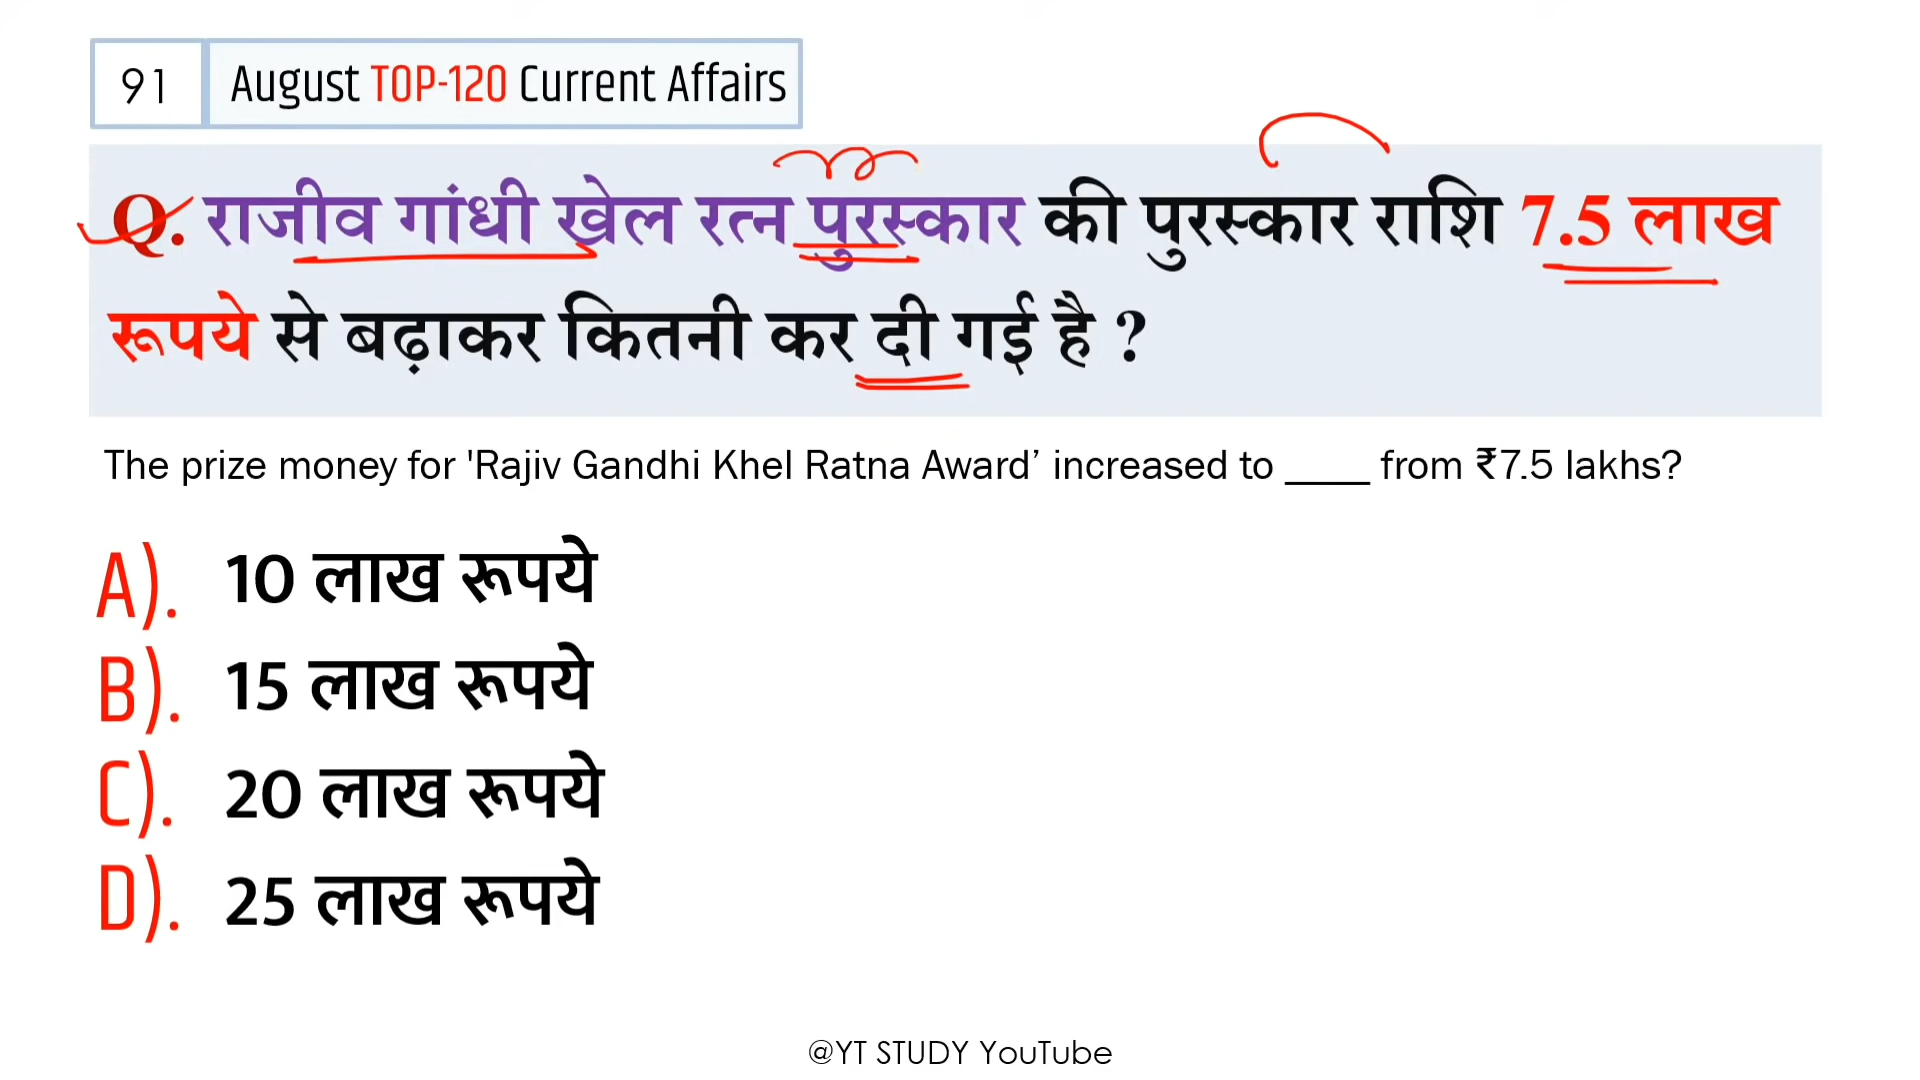 91
August TOP-120 Current Affairs
Q. राजीव गांधी खेल रत्न पुरस्कार की पुरस्कार राशि 7.5 लाख
रूपये से बढ़ाकर कितनी कर दी गई है ?
The prize money for 'Rajiv Gandhi Khel Ratna Award’ increased to ____ from ₹7.5 lakhs?
A). 10 लाख रूपये
B). 15 लाख रूपये
C). 20 लाख रूपये
D). 25 लाख रूपये
@YT STUDY YouTube